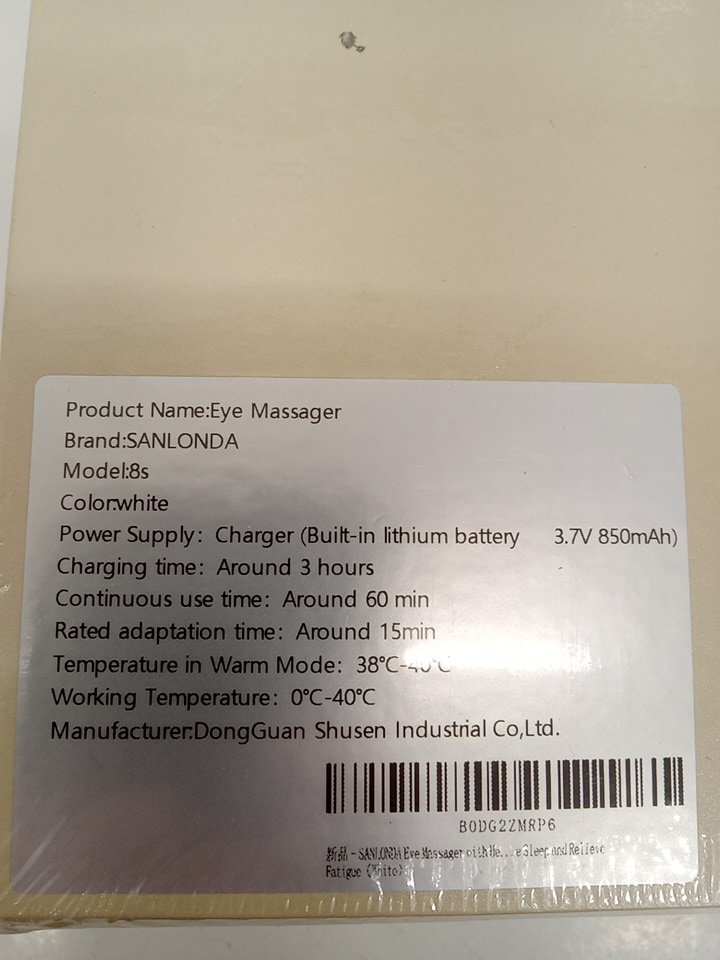 Product Name:Eye Massager
Brand:SANLONDA
Model:8s
Color:white
Power Supply: Charger (Built-in lithium battery 3.7V 850mAh)
Charging time: Around 3 hours
Continuous use time: Around 60 min
Rated adaptation time: Around 15min
Temperature in Warm Mode: 38℃-40℃
Working Temperature: 0℃-40℃
Manufacturer:DongGuan Shusen Industrial Co,Ltd.
B0DG2ZMRP6
新品 - SANLONDA Eye Massager with He...e Sleep and Relieve
Fatigue (White)